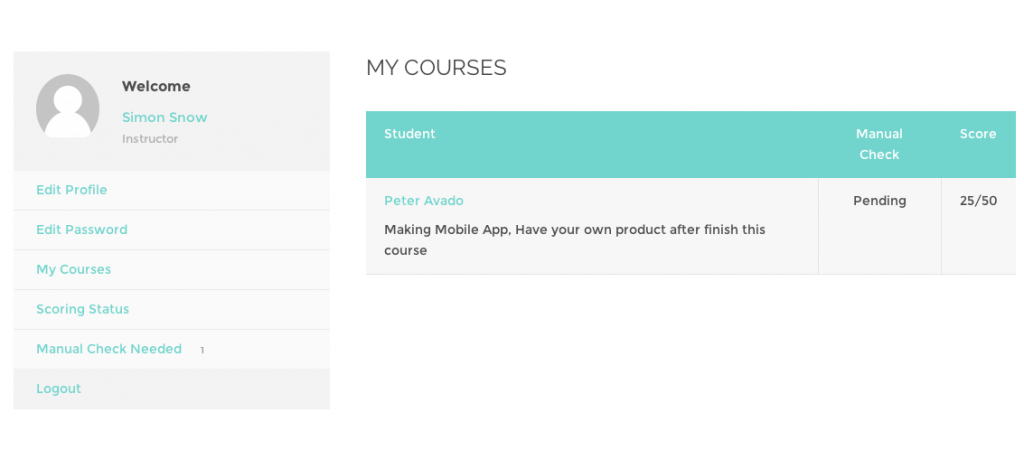 Welcome
Simon Snow
Instructor
Edit Profile
Edit Password
My Courses
Scoring Status
Manual Check Needed 1
Logout
MY COURSES
Student
Manual
Check
Score
Peter Avado
Making Mobile App, Have your own product after finish this
course
Pending
25/50